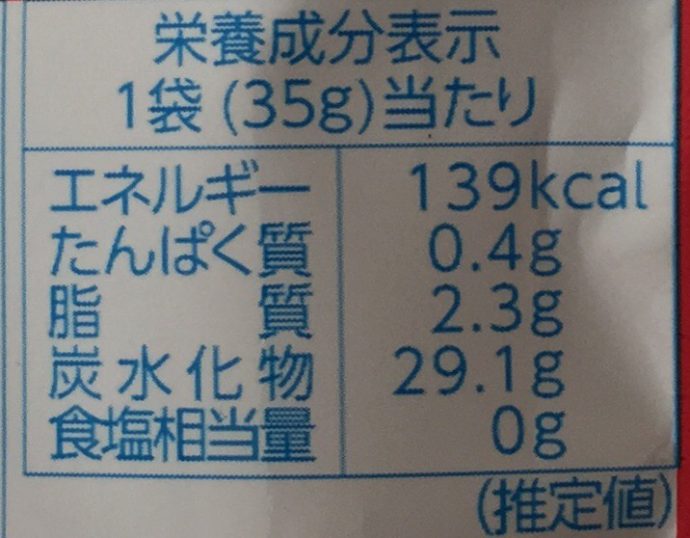 栄養成分表示
1袋(35g)当たり
エネルギー 139kcal
たんぱく質 0.4g
脂質 2.3g
炭水化物 29.1g
食塩相当量 0g
(推定値)